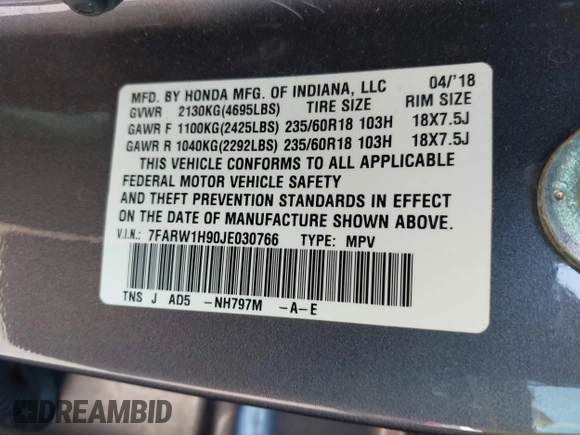 MFD. BY HONDA MFG. OF INDIANA, LLC 04/'18
GVWR 2130KG(4695LBS) TIRE SIZE RIM SIZE
GAWR F 1100KG(2425LBS) 235/60R18 103H 18X7.5J
GAWR R 1040KG(2292LBS) 235/60R18 103H 18X7.5J
THIS VEHICLE CONFORMS TO ALL APPLICABLE
FEDERAL MOTOR VEHICLE SAFETY
AND THEFT PREVENTION STANDARDS IN EFFECT
ON THE DATE OF MANUFACTURE SHOWN ABOVE.
V.I.N.: 7FARW1H90JE030766 TYPE: MPV
TNS J AD5 -NH797M -A-E
DREAMBID